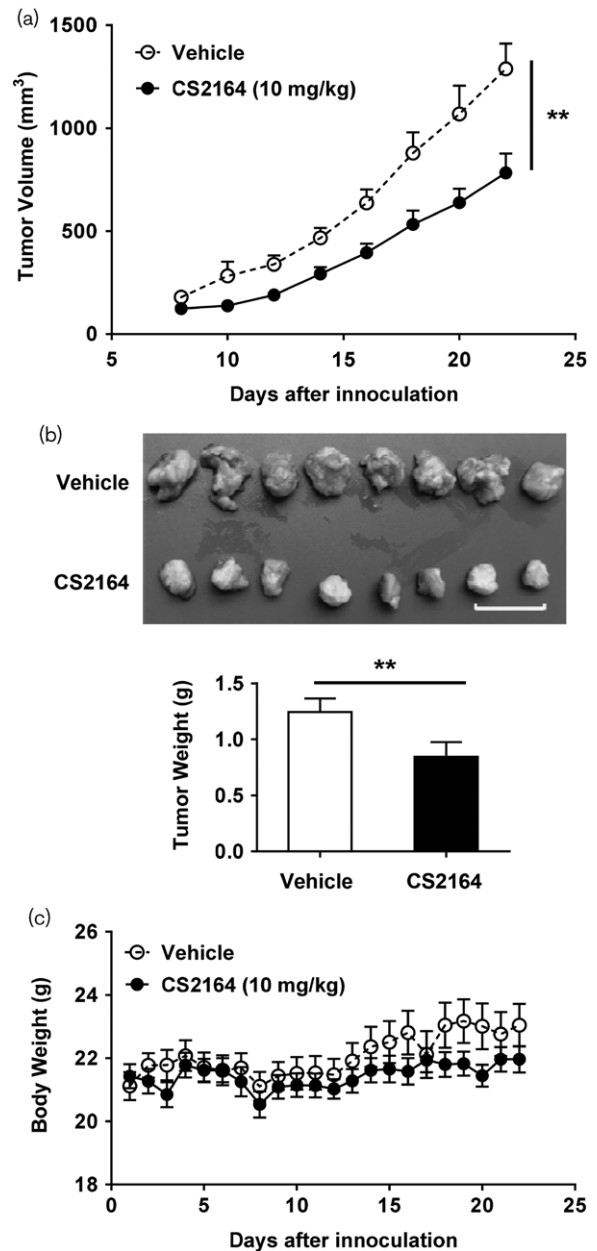 (a)
Vehicle
CS2164 (10 mg/kg)
Tumor Volume (mm³)
1500
1000
500
0
**
5 10 15 20 25
Days after innoculation
(b)
Vehicle
CS2164
**
Tumor Weight (g)
1.5
1.0
0.5
0.0
Vehicle CS2164
(c)
Vehicle
CS2164 (10 mg/kg)
Body Weight (g)
26
24
22
20
18
0 5 10 15 20 25
Days after innoculation